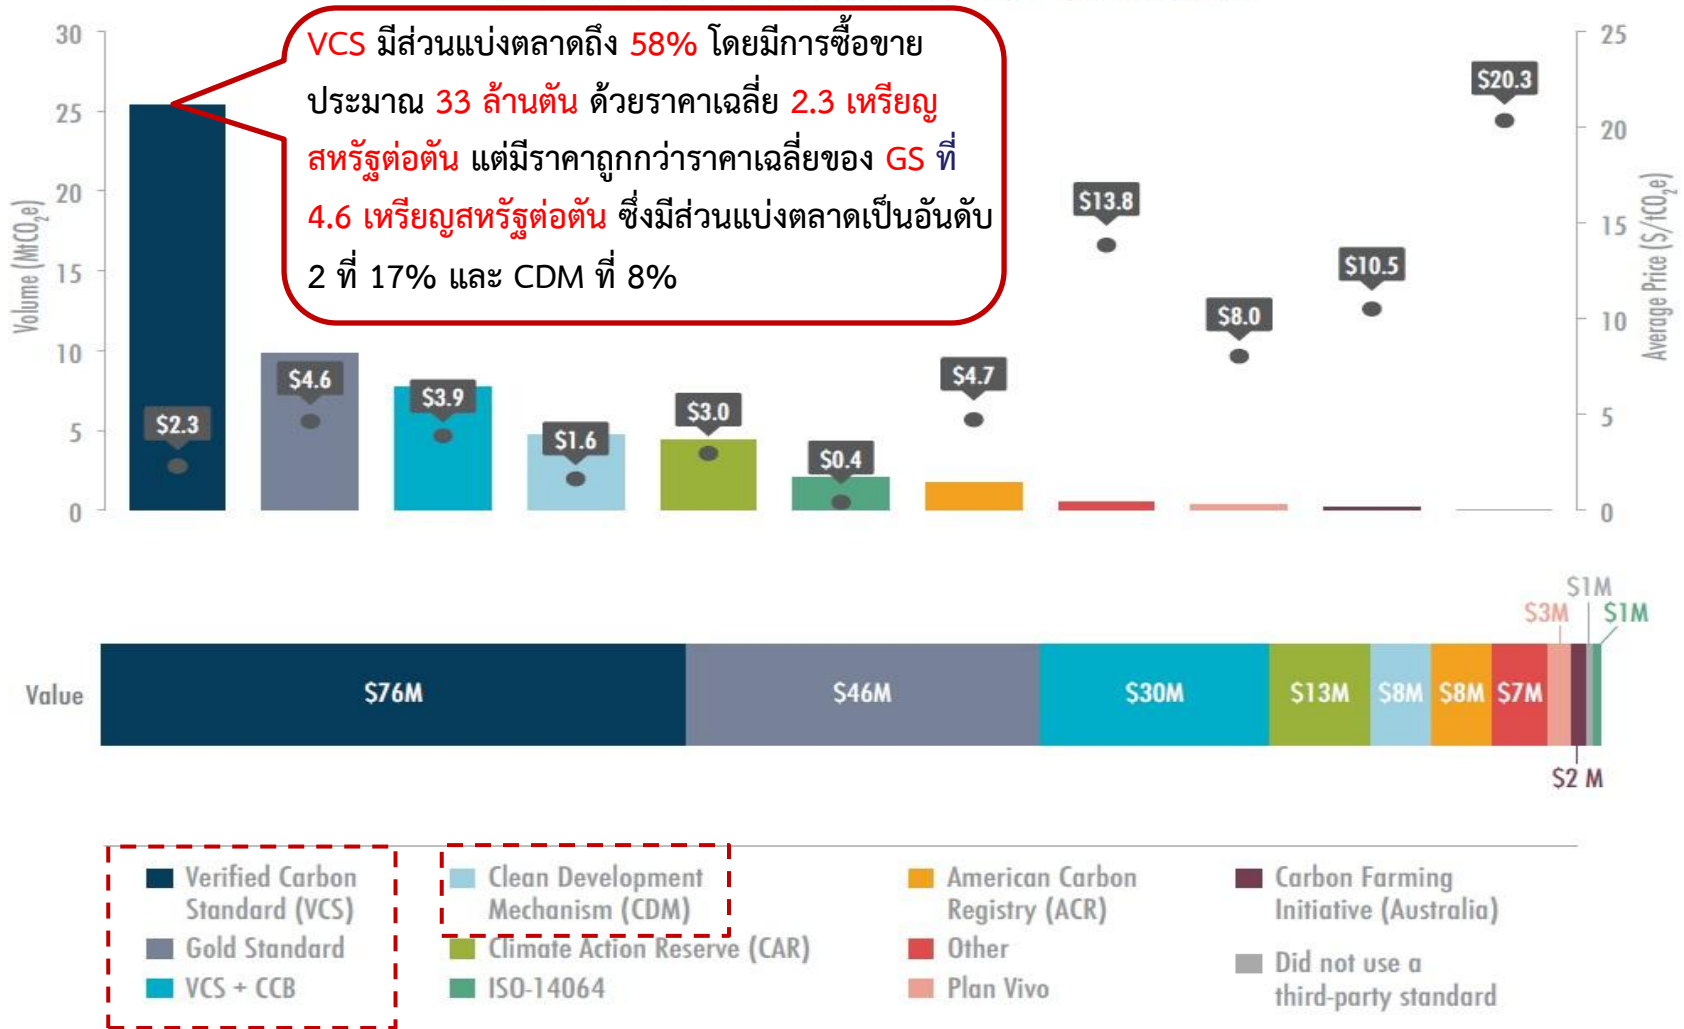 VCS มีส่วนแบ่งตลาดถึง 58% โดยมีการซื้อขาย
ประมาณ 33 ล้านตัน ด้วยราคาเฉลี่ย 2.3 เหรียญ
สหรัฐต่อตัน แต่มีราคาถูกกว่าราคาเฉลี่ยของ GS ที่
4.6 เหรียญสหรัฐต่อตัน ซึ่งมีส่วนแบ่งตลาดเป็นอันดับ
2 ที่ 17% และ CDM ที่ 8%
Volume (MtCO₂e)
30
25
20
15
10
5
0
$2.3
$4.6
$3.9
$1.6
$3.0
$0.4
$4.7
$13.8
$8.0
$10.5
$20.3
25
20
15
10
5
0
Average Price ($/tCO₂e)
Value
$76M
$46M
$30M
$13M
$8M
$8M
$7M
$3M
$2 M
$1M
$1M
Verified Carbon
Standard (VCS)
Gold Standard
VCS + CCB
Clean Development
Mechanism (CDM)
Climate Action Reserve (CAR)
ISO-14064
American Carbon
Registry (ACR)
Other
Plan Vivo
Carbon Farming
Initiative (Australia)
Did not use a
third-party standard